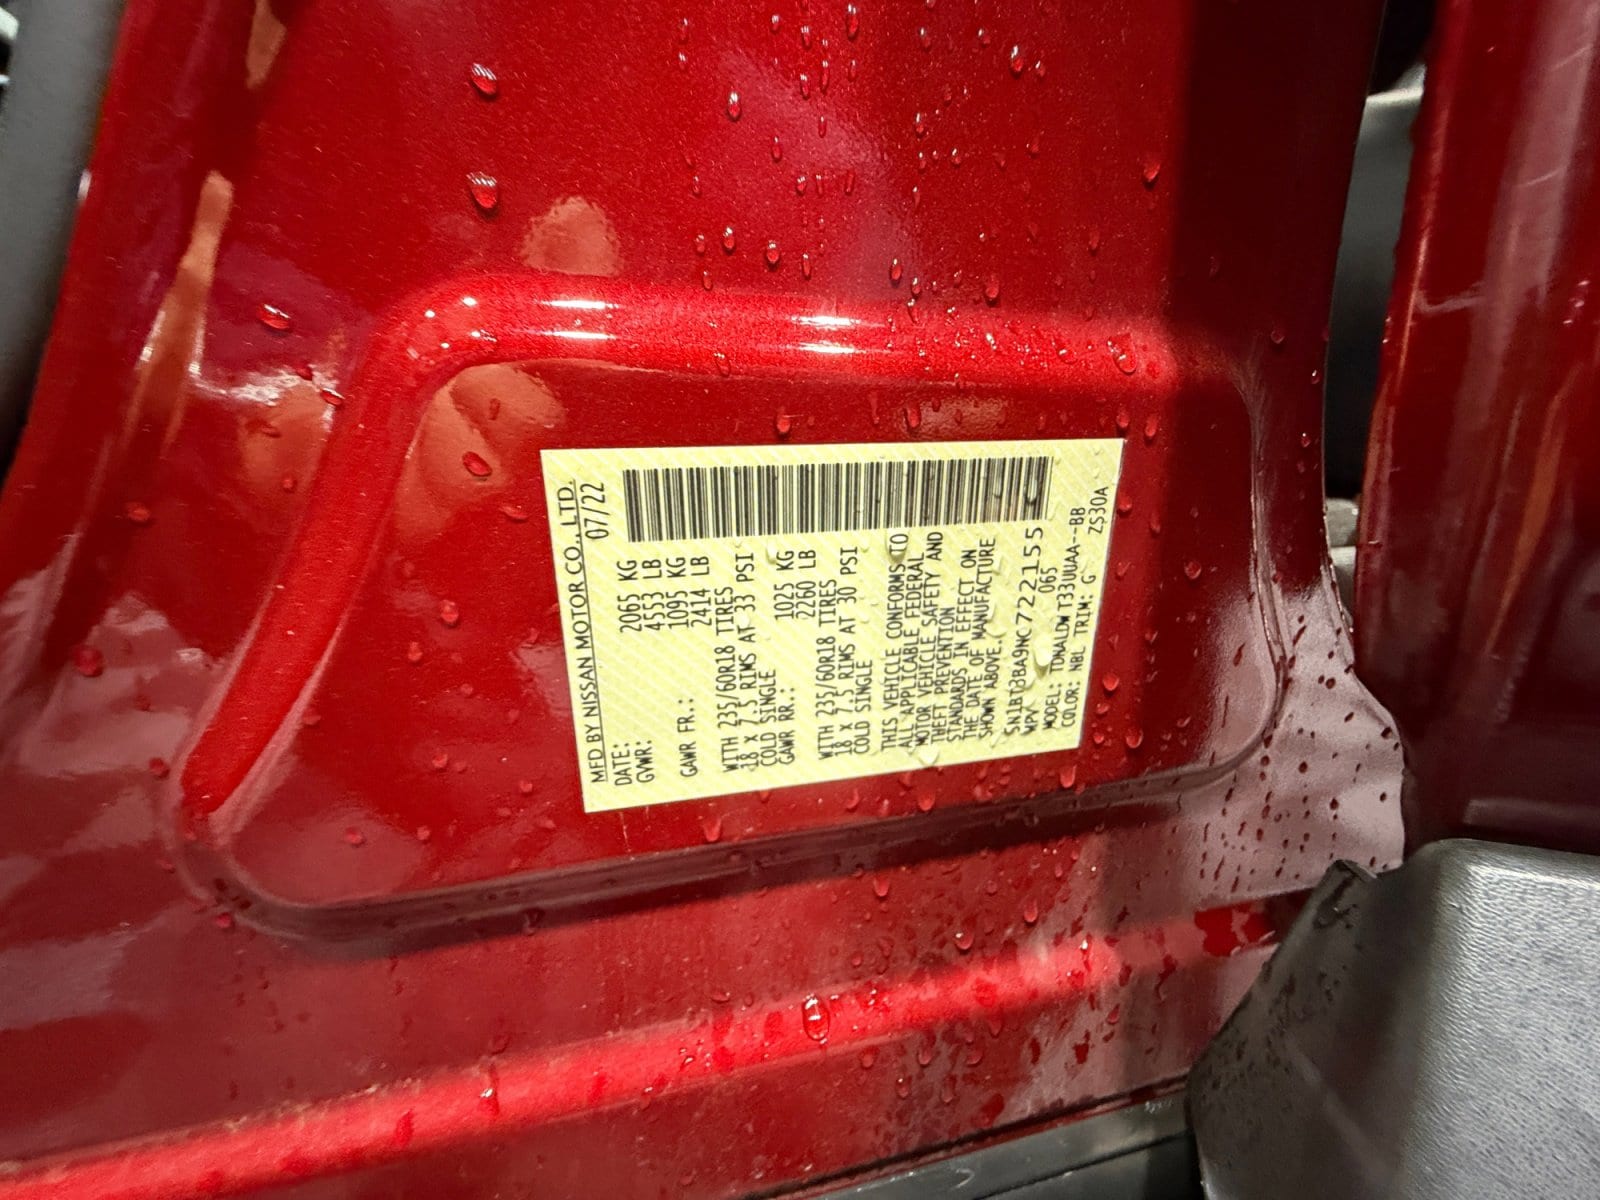 MFD BY NISSAN MOTOR CO., LTD.
DATE: 07/22
GVWR: 2065 KG
4553 LB
GAWR FR.: 1095 KG
2414 LB
WITH 235/60R18 TIRES
18 x 7.5 RIMS AT 33 PSI
COLD SINGLE
GAWR RR.: 1025 KG
2260 LB
WITH 235/60R18 TIRES
18 x 7.5 RIMS AT 30 PSI
COLD SINGLE
THIS VEHICLE CONFORMS TO
ALL APPLICABLE FEDERAL
MOTOR VEHICLE SAFETY AND
THEFT PREVENTION
STANDARDS IN EFFECT ON
THE DATE OF MANUFACTURE
SHOWN ABOVE.
5N1BT3BA9NC722155
MPV 065
MODEL: TDNALDW T33UUAA--BB
COLOR: NBL TRIM: G ZS30A